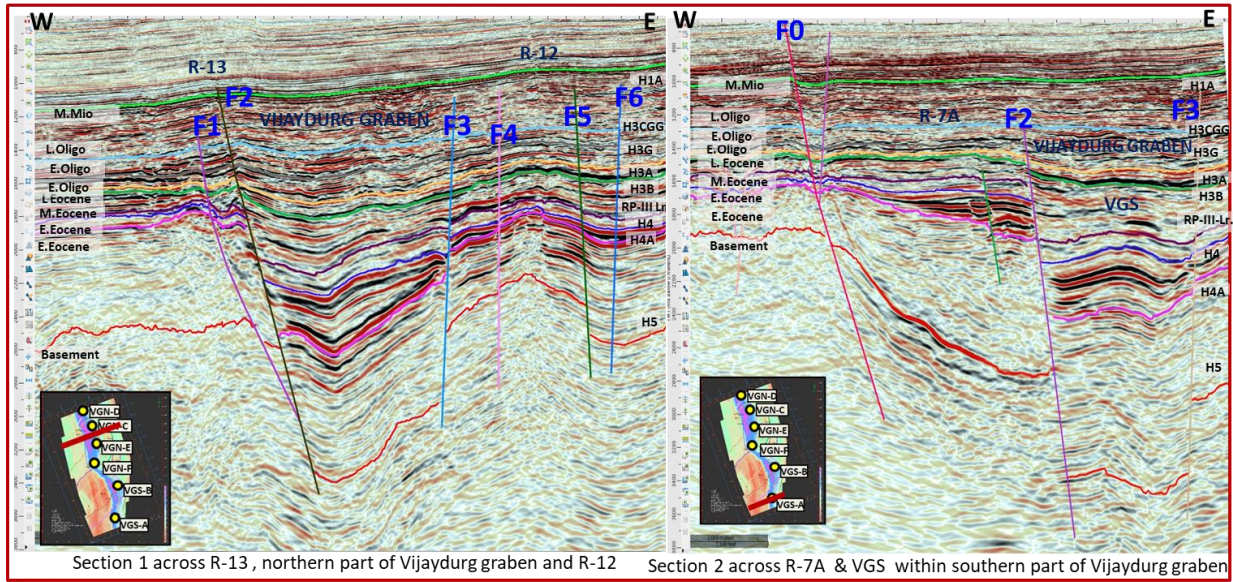 W
E
R-13
R-12
H1A
M.Mio
F2
F1
VIJAYDURG GRABEN
F3
F4
F5
F6
H3CGG
L.Oligo
H3G
E.Oligo
H3A
E.Oligo
H3B
L Eocene
RP-III Lr
M.Eocene
H4
E.Eocene
H4A
E.Eocene
H5
Basement
VGN-D
VGN-C
VGN-E
VGN-F
VGS-B
VGS-A
Section 1 across R-13 , northern part of Vijaydurg graben and R-12
W
E
F0
M.Mio
H1A
L.Oligo
R-7A
F2
F3
H3CGG
E.Oligo
VIJAYDURG GRABEN
E.Oligo
H3G
L. Eocene
H3A
M.Eocene
H3B
E.Eocene
VGS
E.Eocene
RP-III-Lr.
Basement
H4
H4A
H5
VGN-D
VGN-C
VGN-E
VGN-F
VGS-B
VGS-A
Section 2 across R-7A & VGS within southern part of Vijaydurg graben